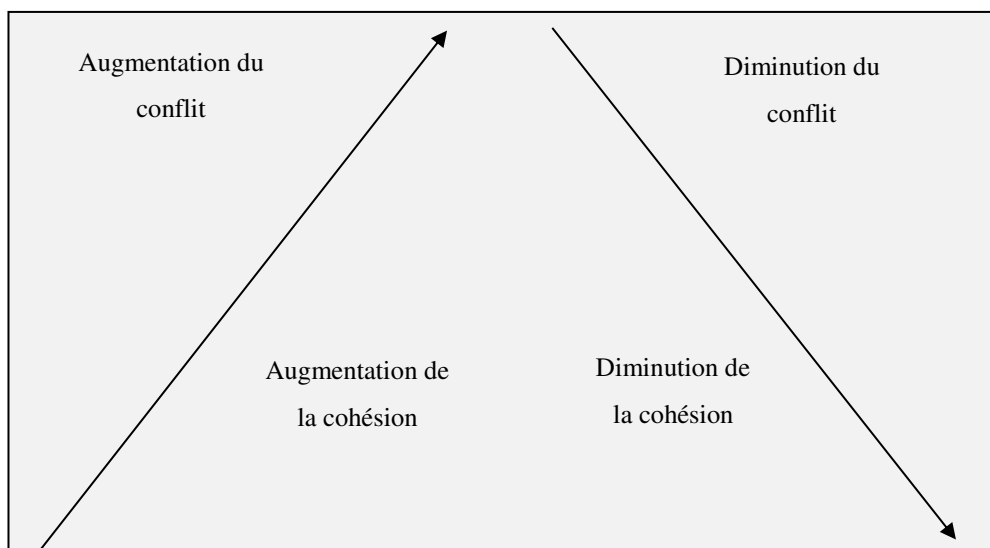 Augmentation du
conflit
Diminution du
conflit
Augmentation de
la cohésion
Diminution de
la cohésion